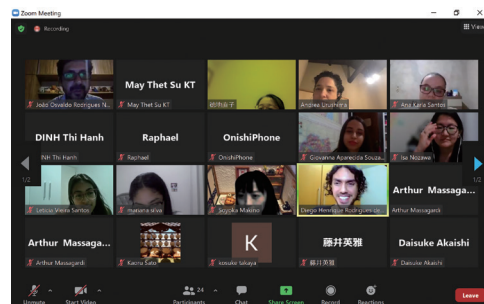 Zoom Meeting
Recording
View
João Osvaldo Rodrigues N...
May Thet Su KT
May Thet Su KT
Andrea Urushima
Ana Karla Santos
DINH Thi Hanh
NH Thi Hanh
Raphael
Raphael
OnishiPhone
OnishiPhone
Giovanna Aparecida Souza...
Isa Nozawa
1/2
1/2
Leticia Vieira Santos
mariana silva
Sayoka Makino
Diego Henrique Rodrigues de
Arthur Massaga...
Arthur Massagardi
Arthur Massaga...
Arthur Massagardi
Kaoru Sato
K
kosuke takaya
藤井英雅
藤井英雅
Daisuke Akaishi
Daisuke Akaishi
Unmute
Start Video
24
Participants
Chat
Share Screen
Record
Reactions
Leave